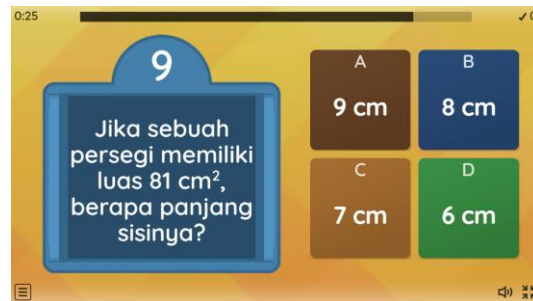 0:25
9
Jika sebuah
persegi memiliki
luas 81 cm²,
berapa panjang
sisinya?
A
9 cm
B
8 cm
C
7 cm
D
6 cm